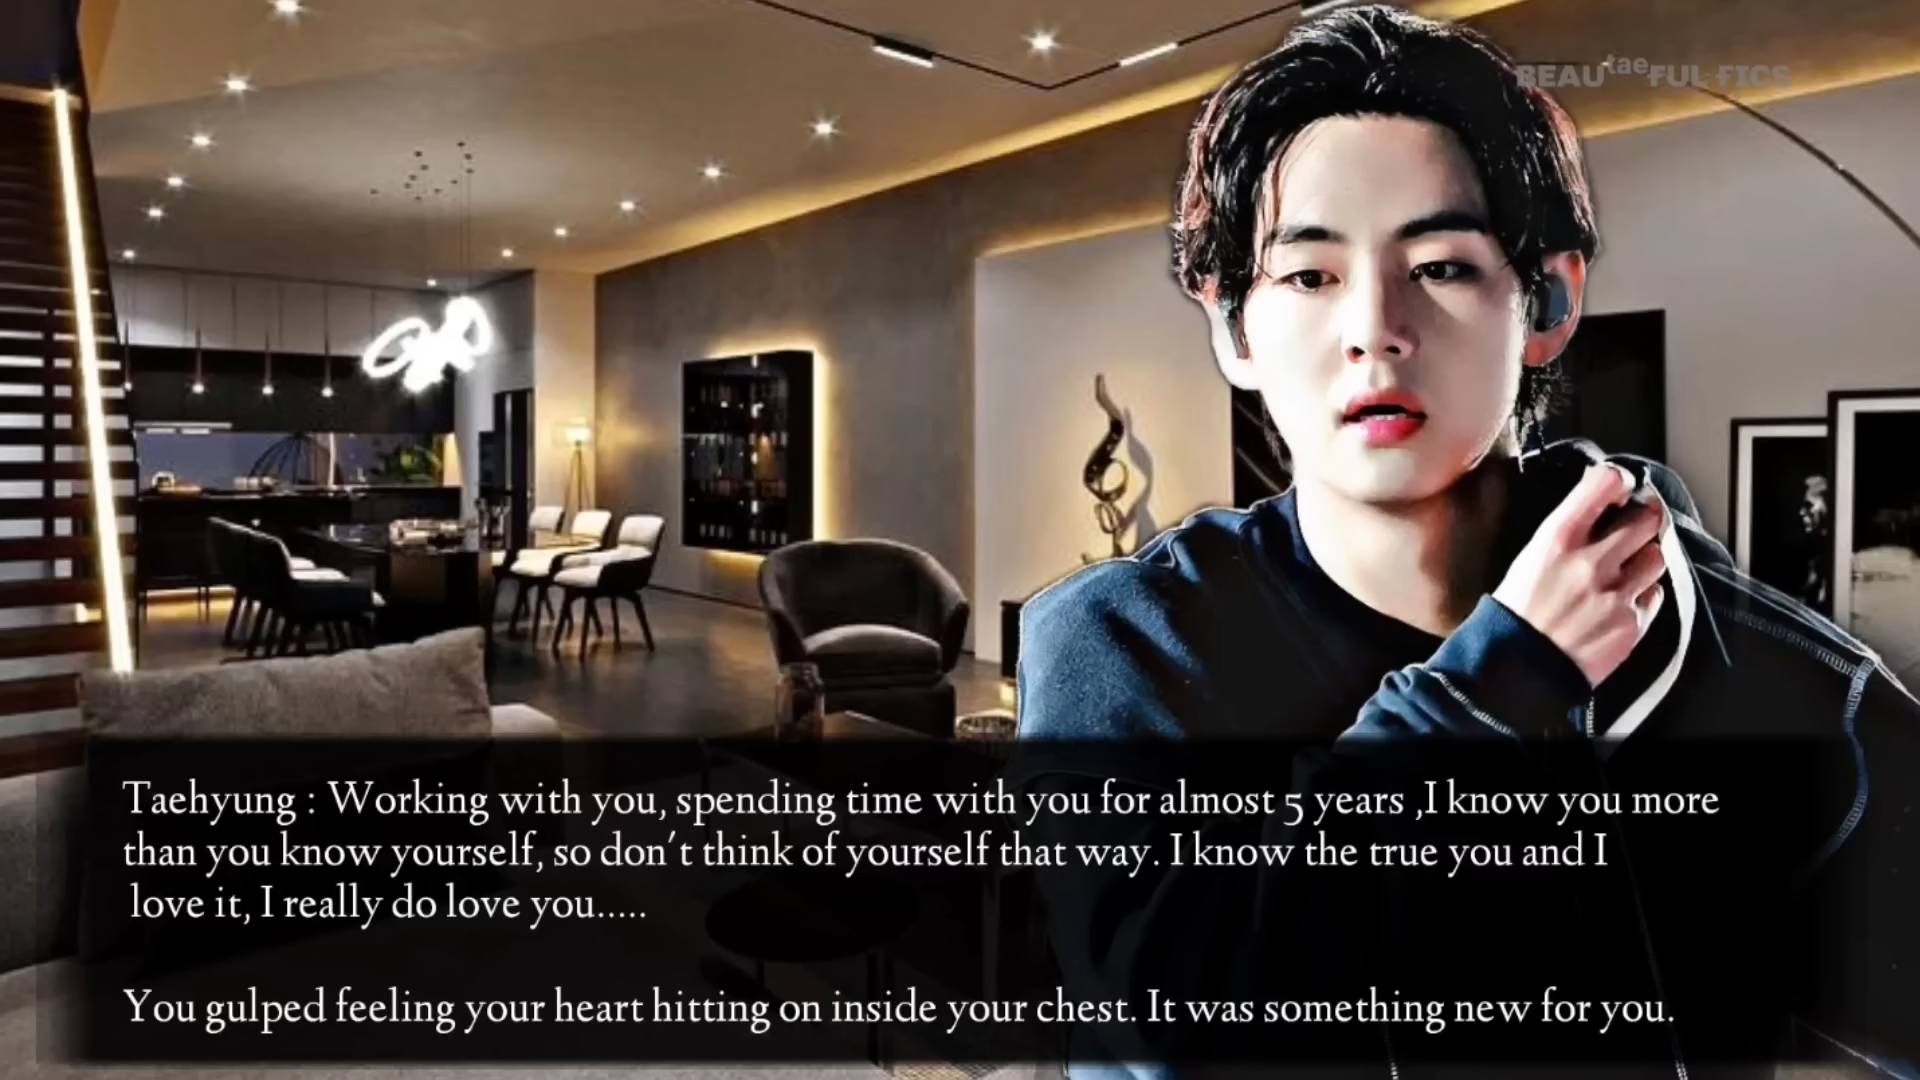 BEAUtaeFUL FICS
Taehyung : Working with you, spending time with you for almost 5 years ,I know you more
than you know yourself, so don't think of yourself that way. I know the true you and I
love it, I really do love you.....
You gulped feeling your heart hitting on inside your chest. It was something new for you.